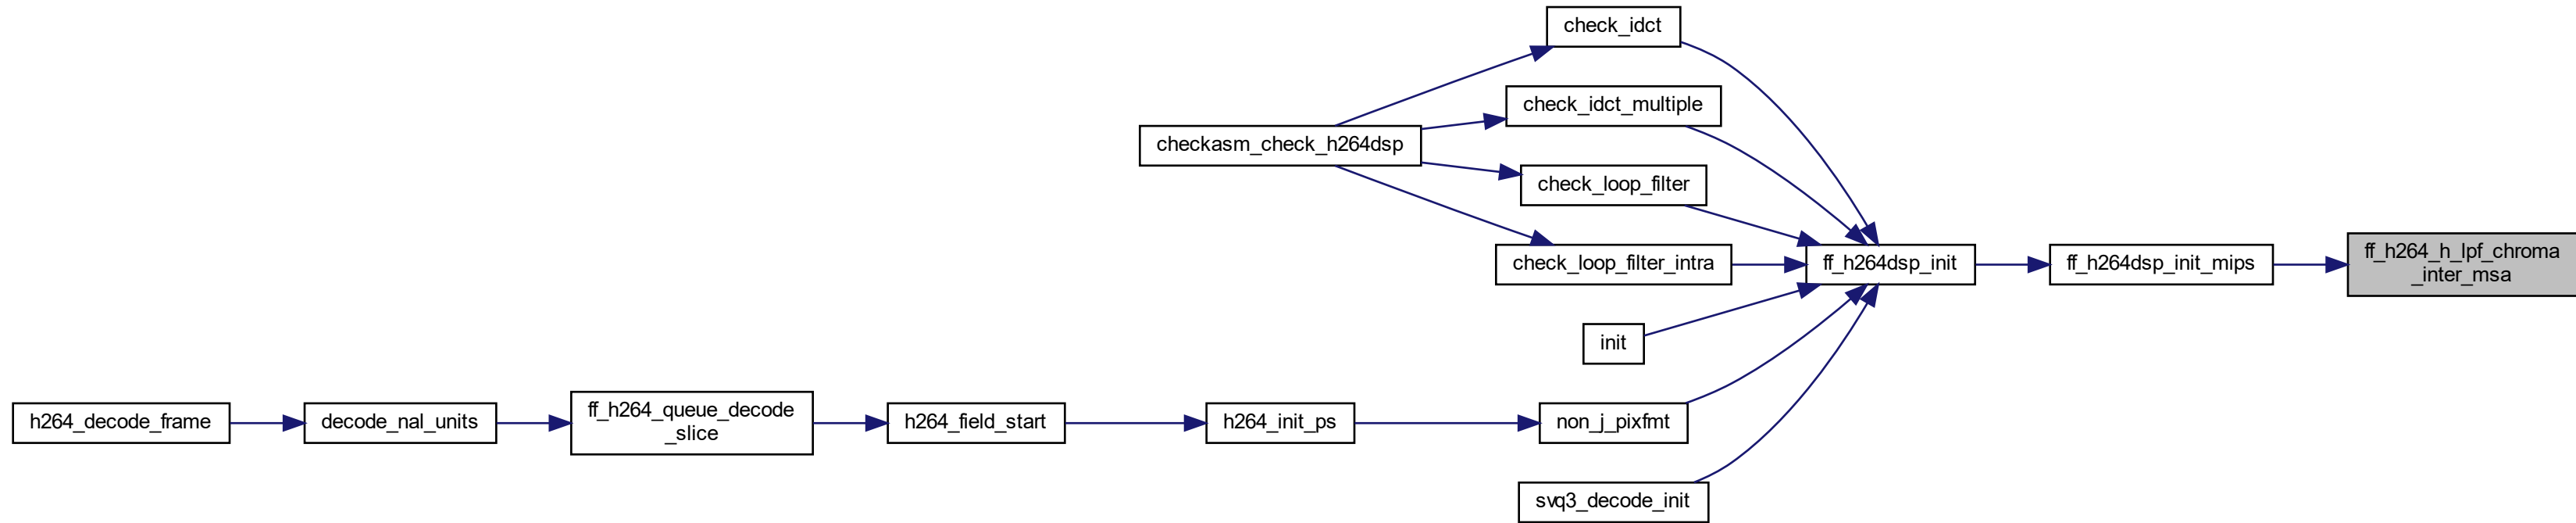 check_idct
check_idct_multiple
checkasm_check_h264dsp
check_loop_filter
check_loop_filter_intra
ff_h264dsp_init
ff_h264dsp_init_mips
ff_h264_h_lpf_chroma
_inter_msa
init
h264_decode_frame
decode_nal_units
ff_h264_queue_decode
_slice
h264_field_start
h264_init_ps
non_j_pixfmt
svq3_decode_init